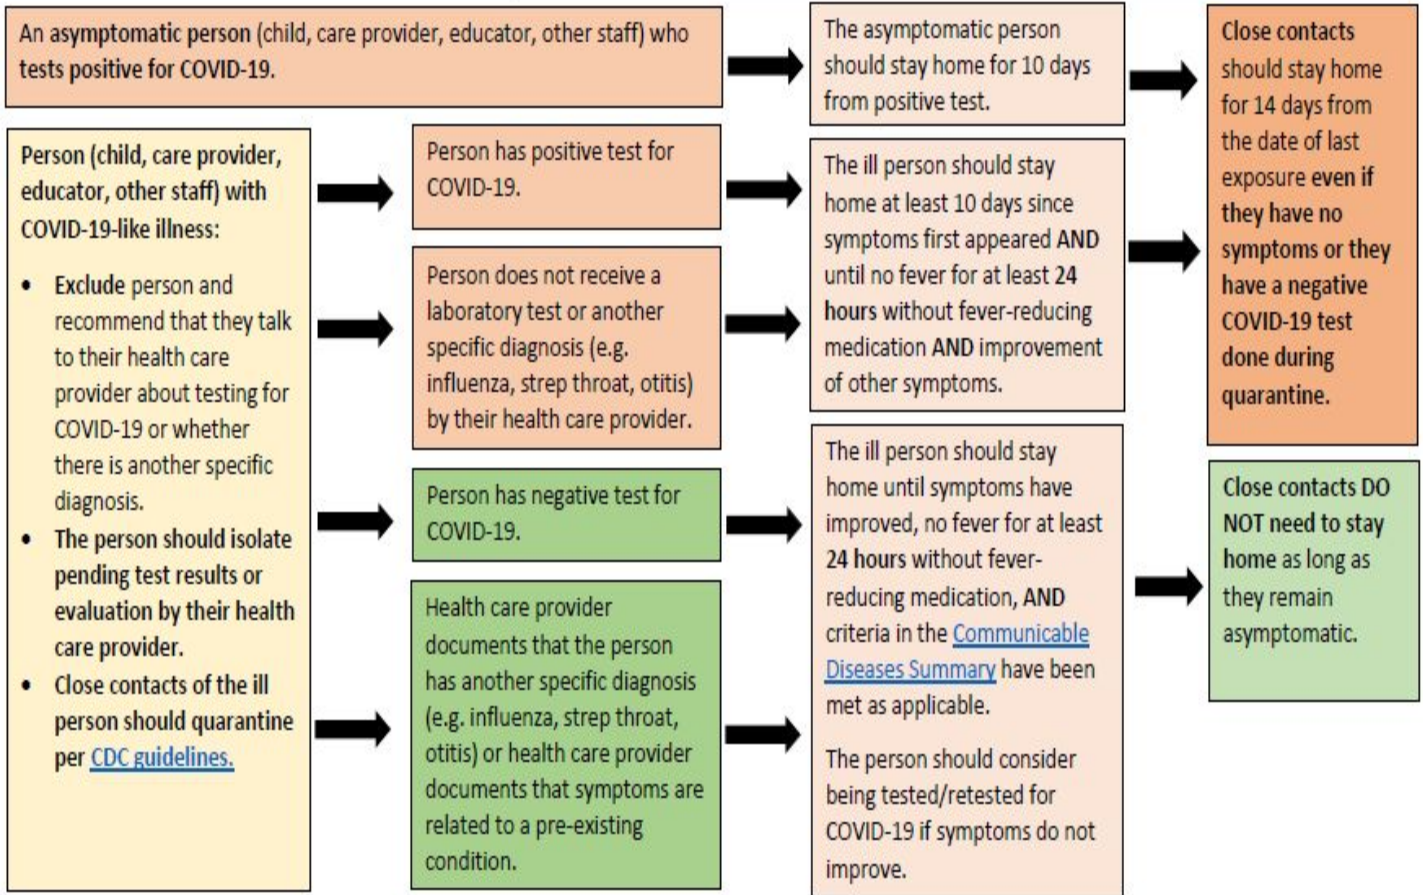 An asymptomatic person (child, care provider, educator, other staff) who
tests positive for COVID-19.
The asymptomatic person
should stay home for 10 days
from positive test.
Close contacts
should stay home
for 14 days from
the date of last
exposure even if
they have no
symptoms or they
have a negative
COVID-19 test
done during
quarantine.
Person (child, care provider,
educator, other staff) with
COVID-19-like illness:
• Exclude person and
recommend that they talk
to their health care
provider about testing for
COVID-19 or whether
there is another specific
diagnosis.
• The person should isolate
pending test results or
evaluation by their health
care provider.
• Close contacts of the ill
person should quarantine
per CDC guidelines.
Person has positive test for
COVID-19.
Person does not receive a
laboratory test or another
specific diagnosis (e.g.
influenza, strep throat, otitis)
by their health care provider.
The ill person should stay
home at least 10 days since
symptoms first appeared AND
until no fever for at least 24
hours without fever-reducing
medication AND improvement
of other symptoms.
Person has negative test for
COVID-19.
Health care provider
documents that the person
has another specific diagnosis
(e.g. influenza, strep throat,
otitis) or health care provider
documents that symptoms are
related to a pre-existing
condition.
The ill person should stay
home until symptoms have
improved, no fever for at least
24 hours without fever-
reducing medication, AND
criteria in the Communicable
Diseases Summary have been
met as applicable.
The person should consider
being tested/retested for
COVID-19 if symptoms do not
improve.
Close contacts DO
NOT need to stay
home as long as
they remain
asymptomatic.